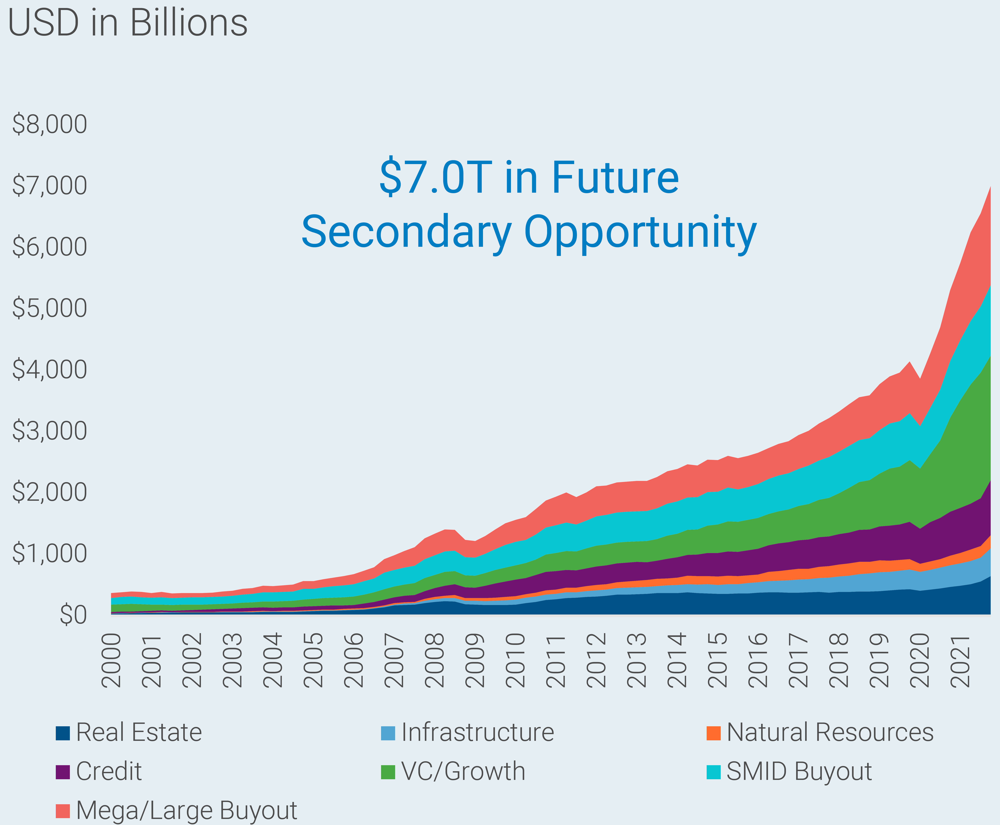 USD in Billions
$8,000
$7.0T in Future
$7,000
Secondary Opportunity
$6,000
$5,000
$4,000
$3,000
$2,000
$1,000
$0
2000 2001 2002 2003 2004 2005 2006 2007 2008 2009 2010 2011 2012 2013 2014 2015 2016 2017 2018 2019 2020 2021
Real Estate Infrastructure Natural Resources
Credit VC/Growth SMID Buyout
Mega/Large Buyout